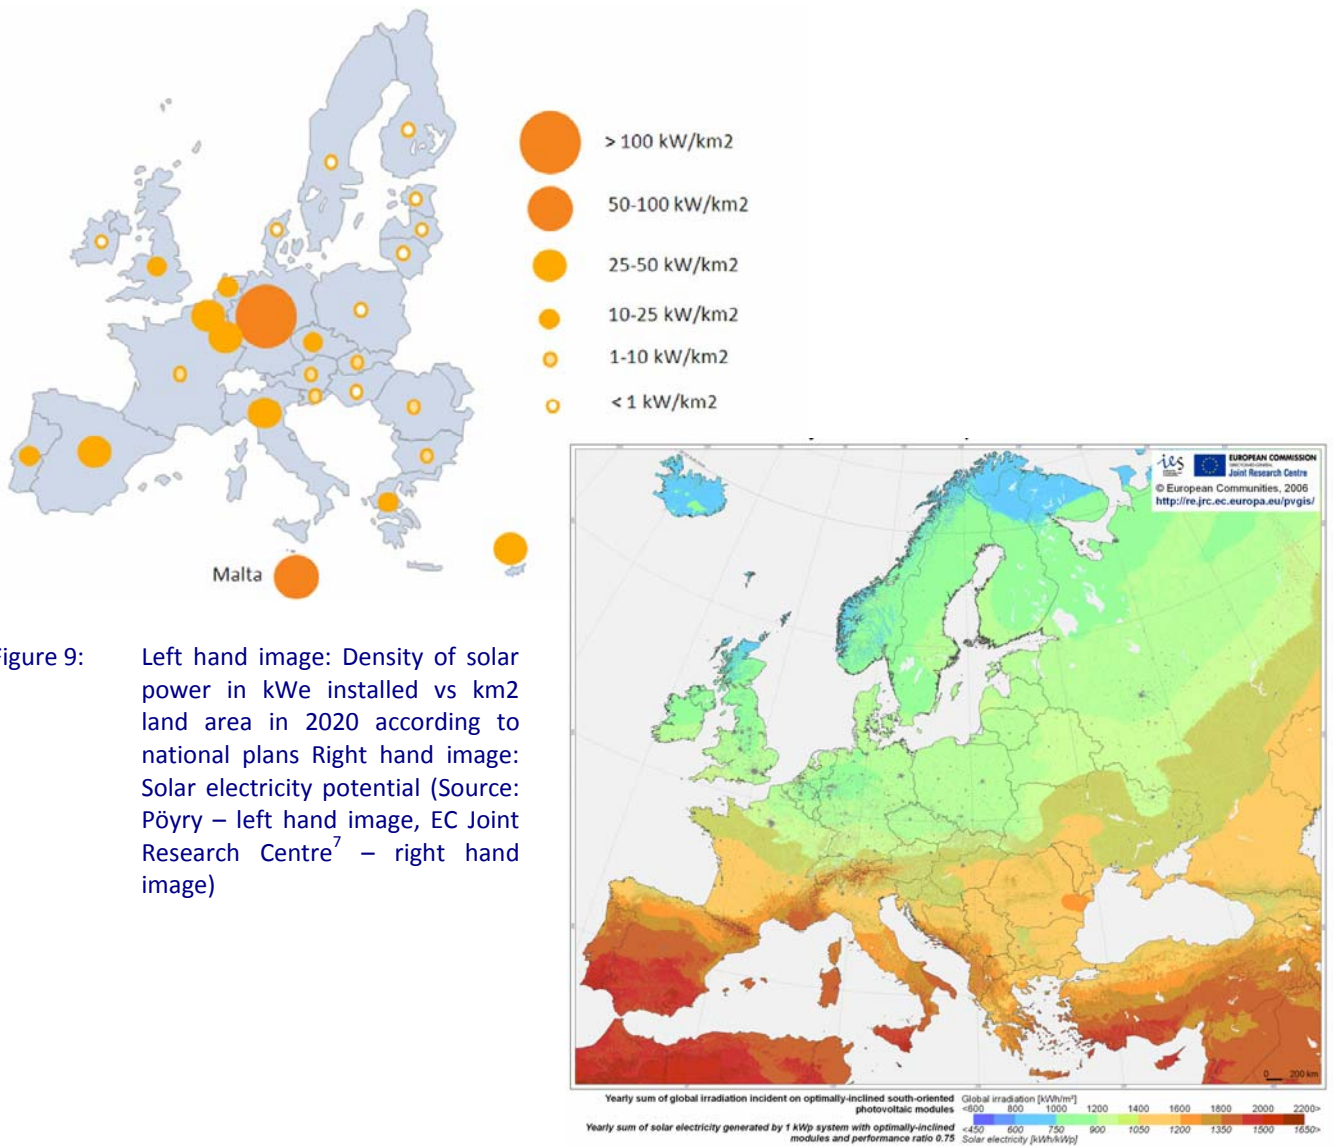 > 100 kW/km2
50-100 kW/km2
25-50 kW/km2
10-25 kW/km2
1-10 kW/km2
< 1 kW/km2
Malta
igure 9:
Left hand image: Density of solar
power in kWe installed vs km2
land area in 2020 according to
national plans Right hand image:
Solar electricity potential (Source:
Pöyry – left hand image, EC Joint
Research Centre7 – right hand
image)
ies
EUROPEAN COMMISSION
DIRECTORATE-GENERAL
Joint Research Centre
© European Communities, 2006
http://re.jrc.ec.europa.eu/pvgis/
0 200 km
Yearly sum of global irradiation incident on optimally-inclined south-oriented
photovoltaic modules
Global irradiation [kWh/m²]
<600 800 1000 1200 1400 1600 1800 2000 2200>
<450 600 750 900 1050 1200 1350 1500 1650>
Yearly sum of solar electricity generated by 1 kWp system with optimally-inclined
modules and performance ratio 0.75
Solar electricity [kWh/kWp]